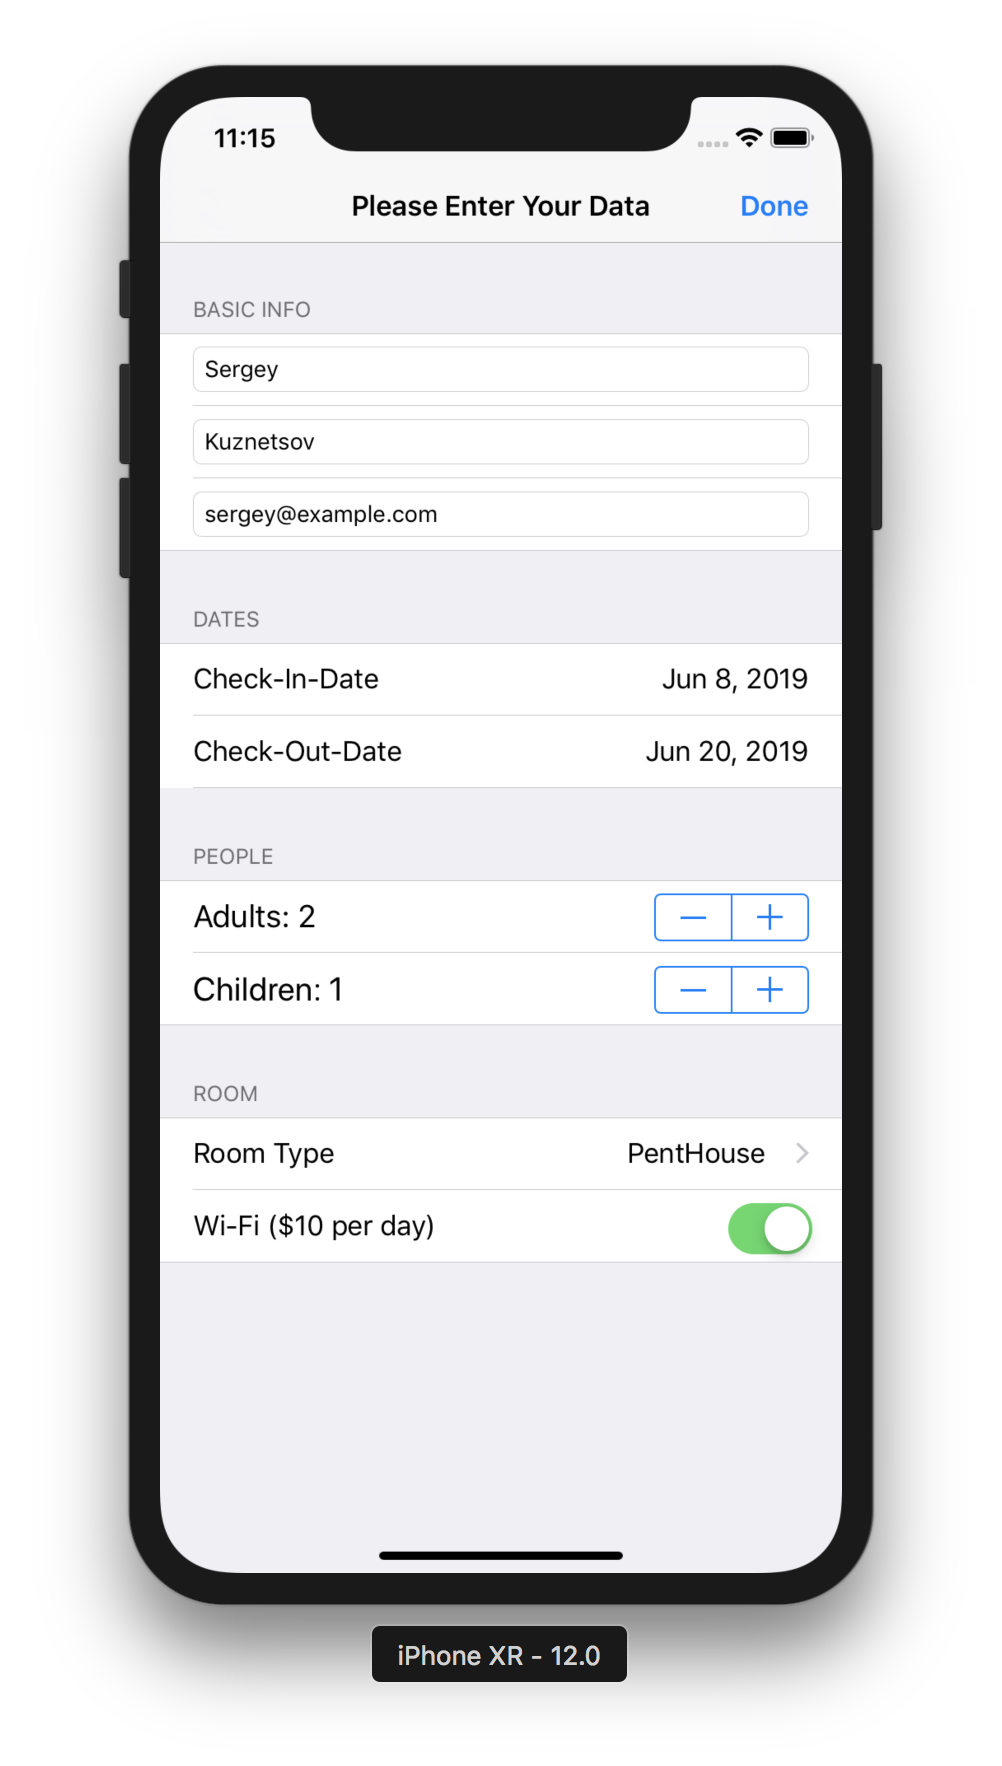 11:15
Please Enter Your Data Done
BASIC INFO
Sergey
Kuznetsov
sergey@example.com
DATES
Check-In-Date Jun 8, 2019
Check-Out-Date Jun 20, 2019
PEOPLE
Adults: 2
Children: 1
ROOM
Room Type PentHouse
Wi-Fi ($10 per day)
iPhone XR - 12.0